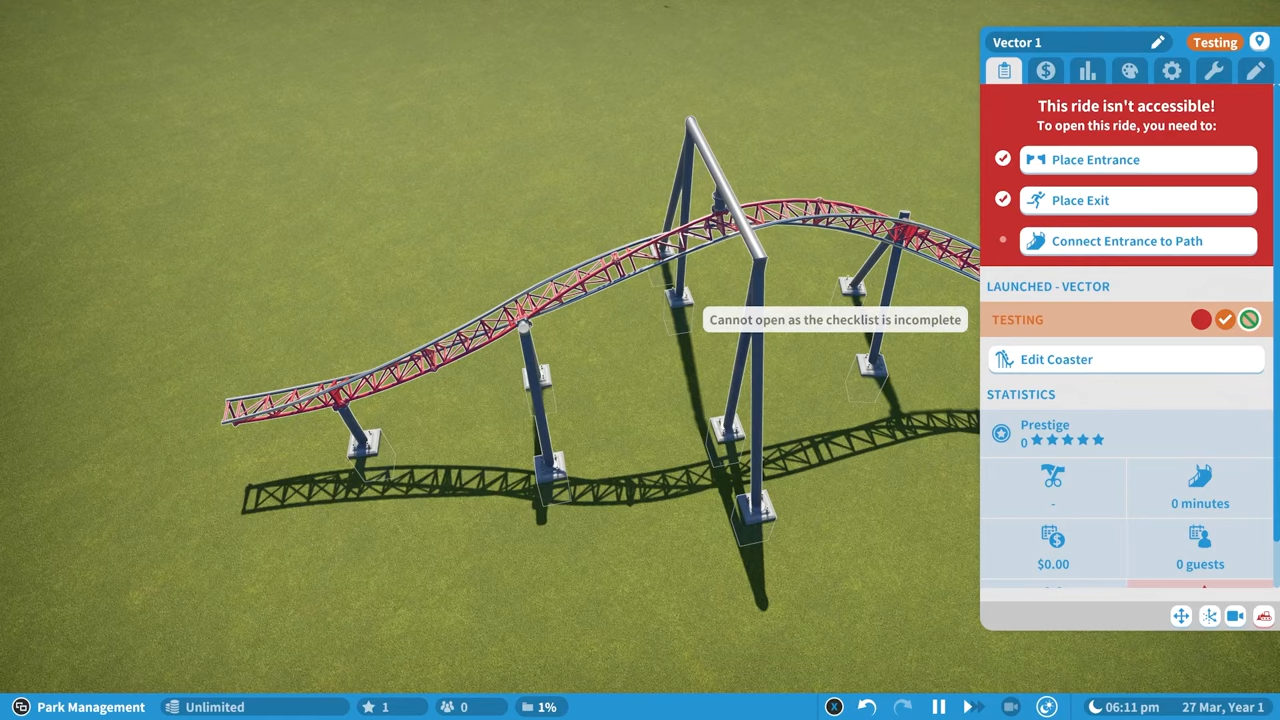 Vector 1
Testing
This ride isn't accessible!
To open this ride, you need to:
Place Entrance
Place Exit
Connect Entrance to Path
LAUNCHED - VECTOR
Cannot open as the checklist is incomplete
TESTING
Edit Coaster
STATISTICS
Prestige
0
-
0 minutes
$0.00
0 guests
Park Management
Unlimited
1
0
1%
06:11 pm
27 Mar, Year 1